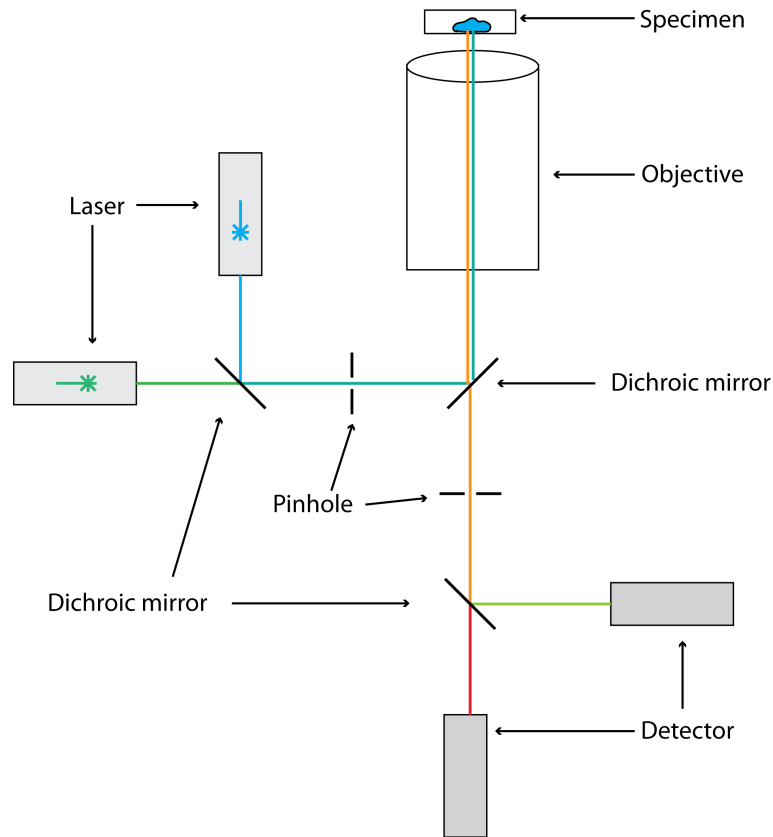 Specimen
Objective
Laser
Dichroic mirror
Pinhole
Dichroic mirror
Detector